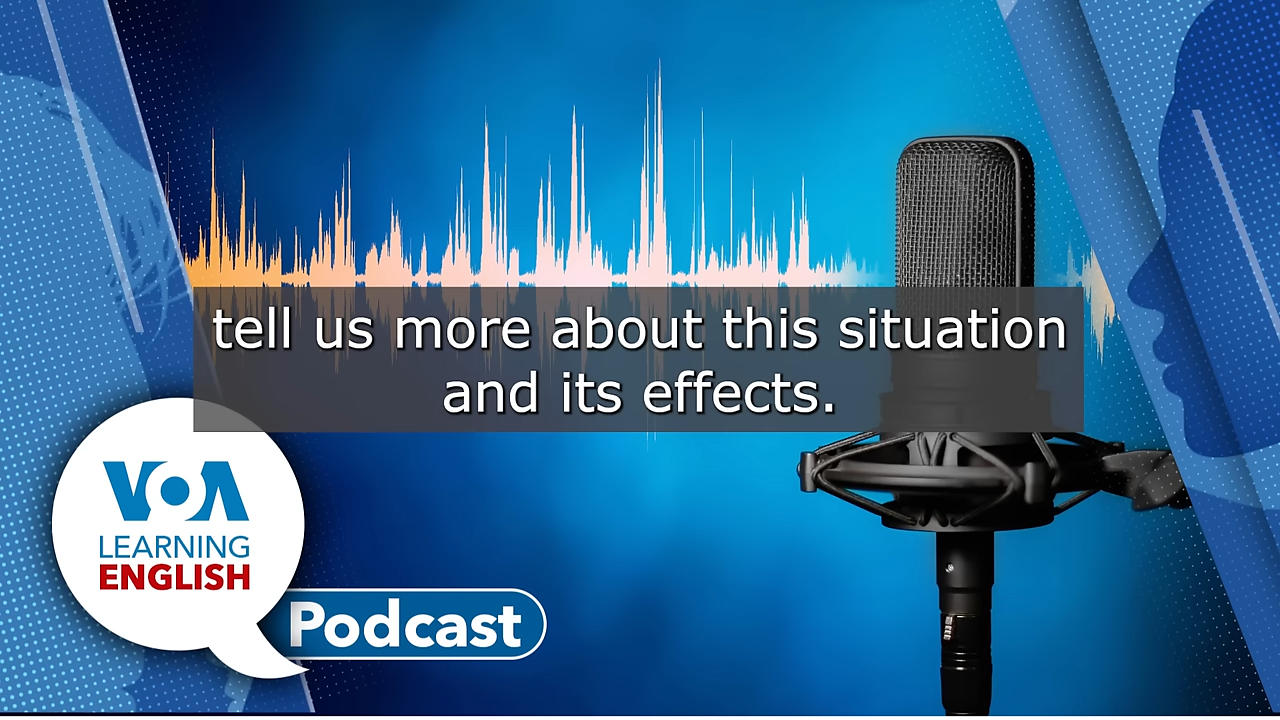 tell us more about this situation
and its effects.
VOA
LEARNING
ENGLISH
Podcast